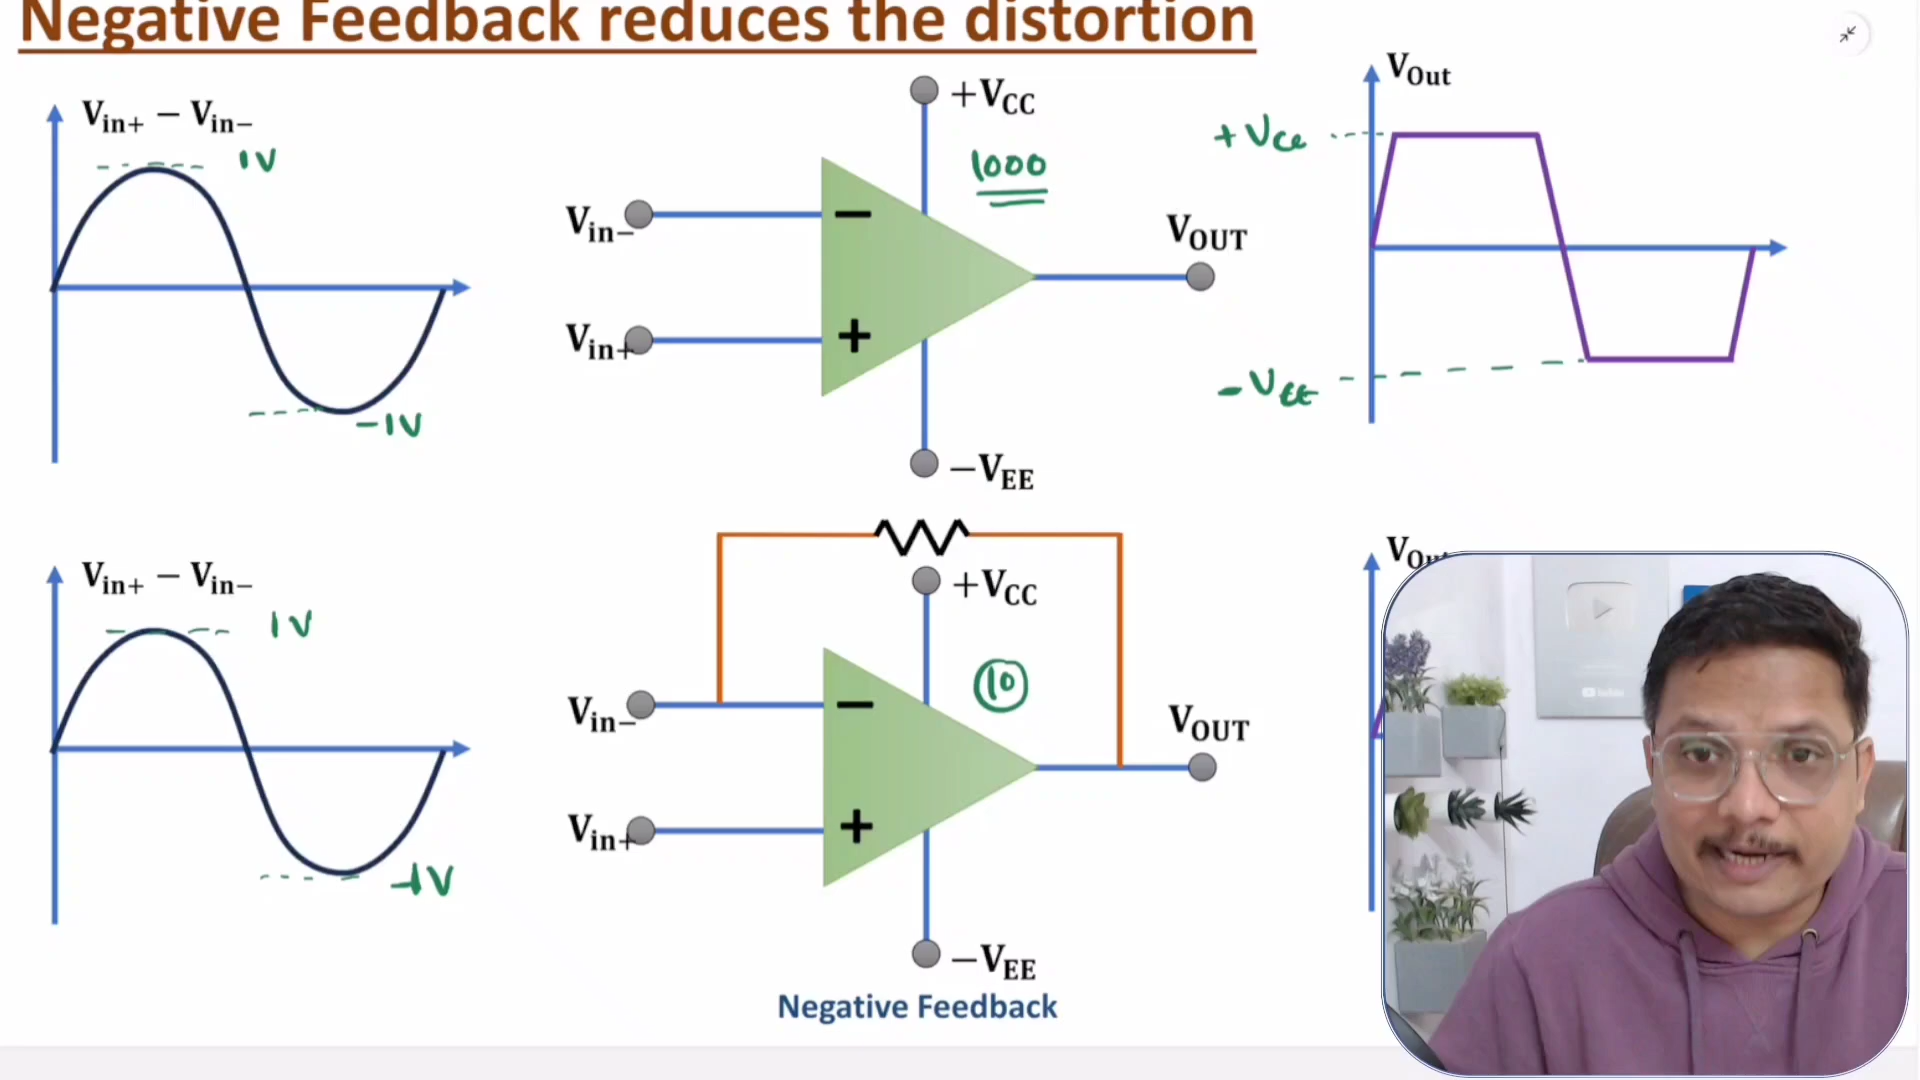 Negative Feedback reduces the distortion
Vin+ − Vin−
1V
-1V
+VCC
1000
Vin−
Vin+
−
+
VOUT
−VEE
VOut
+Vcc
-VEE
Vin+ − Vin−
1V
-1V
+VCC
10
Vin−
Vin+
−
+
VOUT
−VEE
Negative Feedback